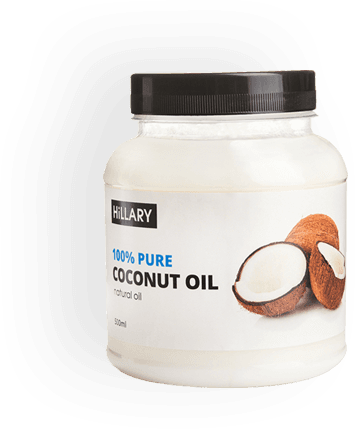 HiLLARY
100% PURE
COCONUT OIL
natural oil
500ml